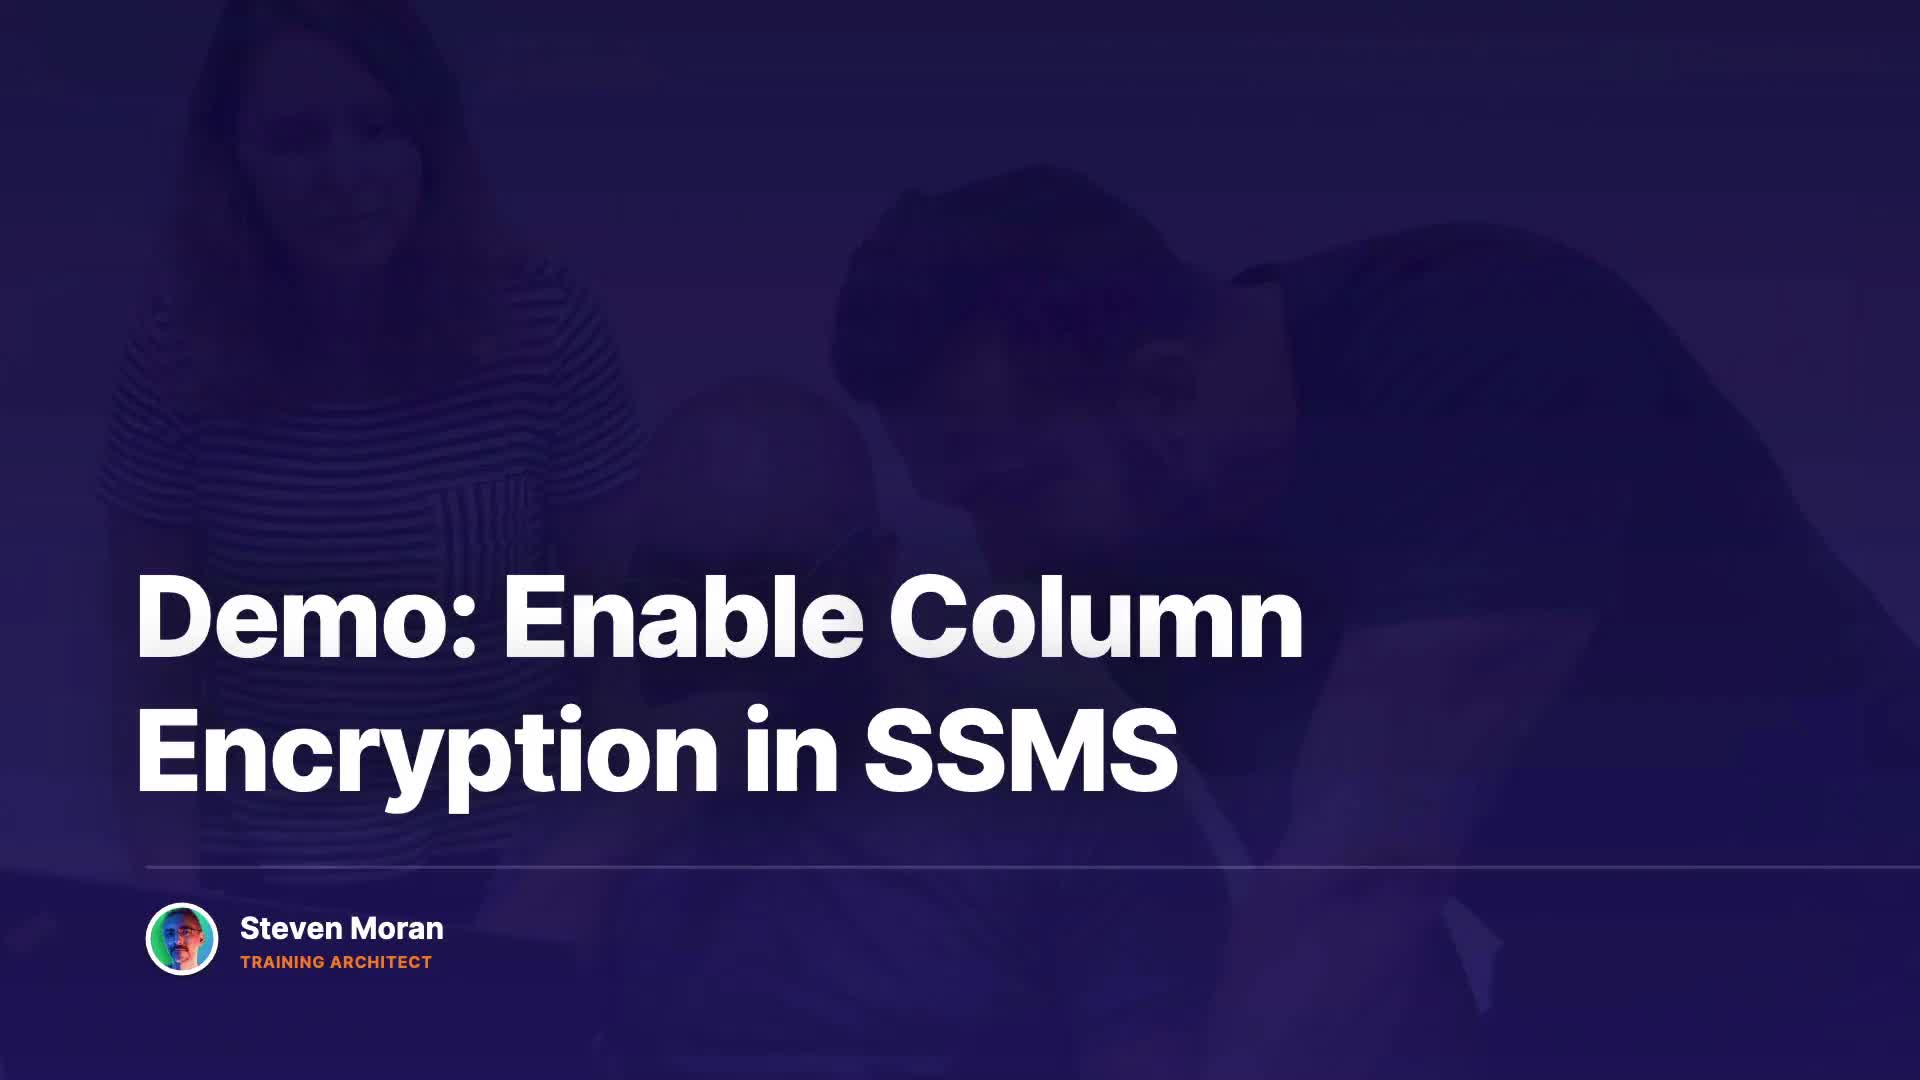 Demo: Enable Column
Encryption in SSMS
Steven Moran
TRAINING ARCHITECT